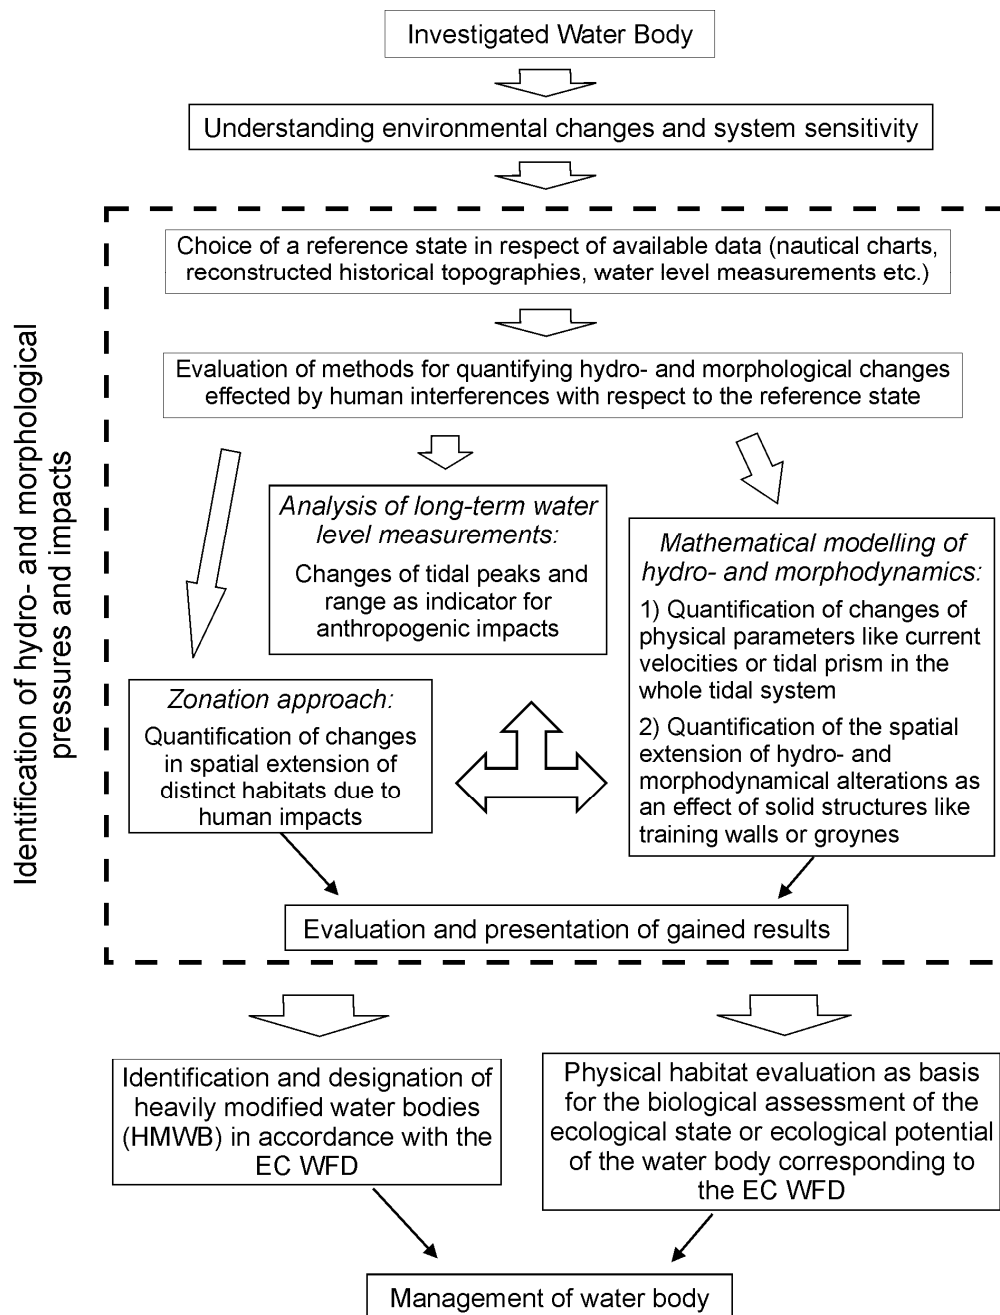 Investigated Water Body
Understanding environmental changes and system sensitivity
Identification of hydro- and morphological
pressures and impacts
Choice of a reference state in respect of available data (nautical charts,
reconstructed historical topographies, water level measurements etc.)
Evaluation of methods for quantifying hydro- and morphological changes
effected by human interferences with respect to the reference state
Analysis of long-term water
level measurements:
Changes of tidal peaks and
range as indicator for
anthropogenic impacts
Mathematical modelling of
hydro- and morphodynamics:
1) Quantification of changes of
physical parameters like current
velocities or tidal prism in the
whole tidal system
2) Quantification of the spatial
extension of hydro- and
morphodynamical alterations as
an effect of solid structures like
training walls or groynes
Zonation approach:
Quantification of changes
in spatial extension of
distinct habitats due to
human impacts
Evaluation and presentation of gained results
Identification and designation of
heavily modified water bodies
(HMWB) in accordance with the
EC WFD
Physical habitat evaluation as basis
for the biological assessment of the
ecological state or ecological potential
of the water body corresponding to
the EC WFD
Management of water body